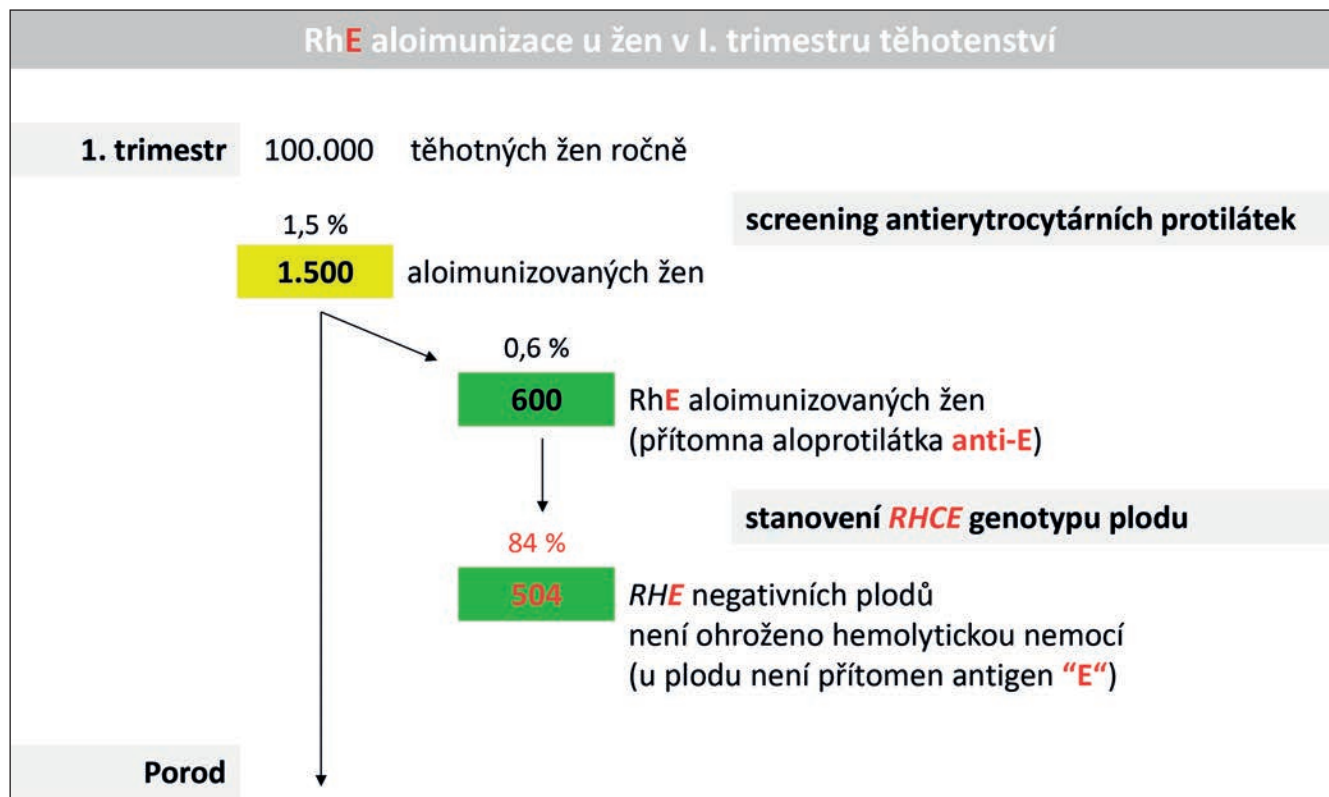 RhE aloimunizace u žen v I. trimestru těhotenství
1. trimestr 100.000 těhotných žen ročně
screening antierytrocytárních protilátek
1,5 %
1.500 aloimunizovaných žen
0,6 %
600 RhE aloimunizovaných žen
(přítomna aloprotilátka anti-E)
stanovení RHCE genotypu plodu
84 %
504 RHE negativních plodů
není ohroženo hemolytickou nemocí
(u plodu není přítomen antigen “E“)
Porod